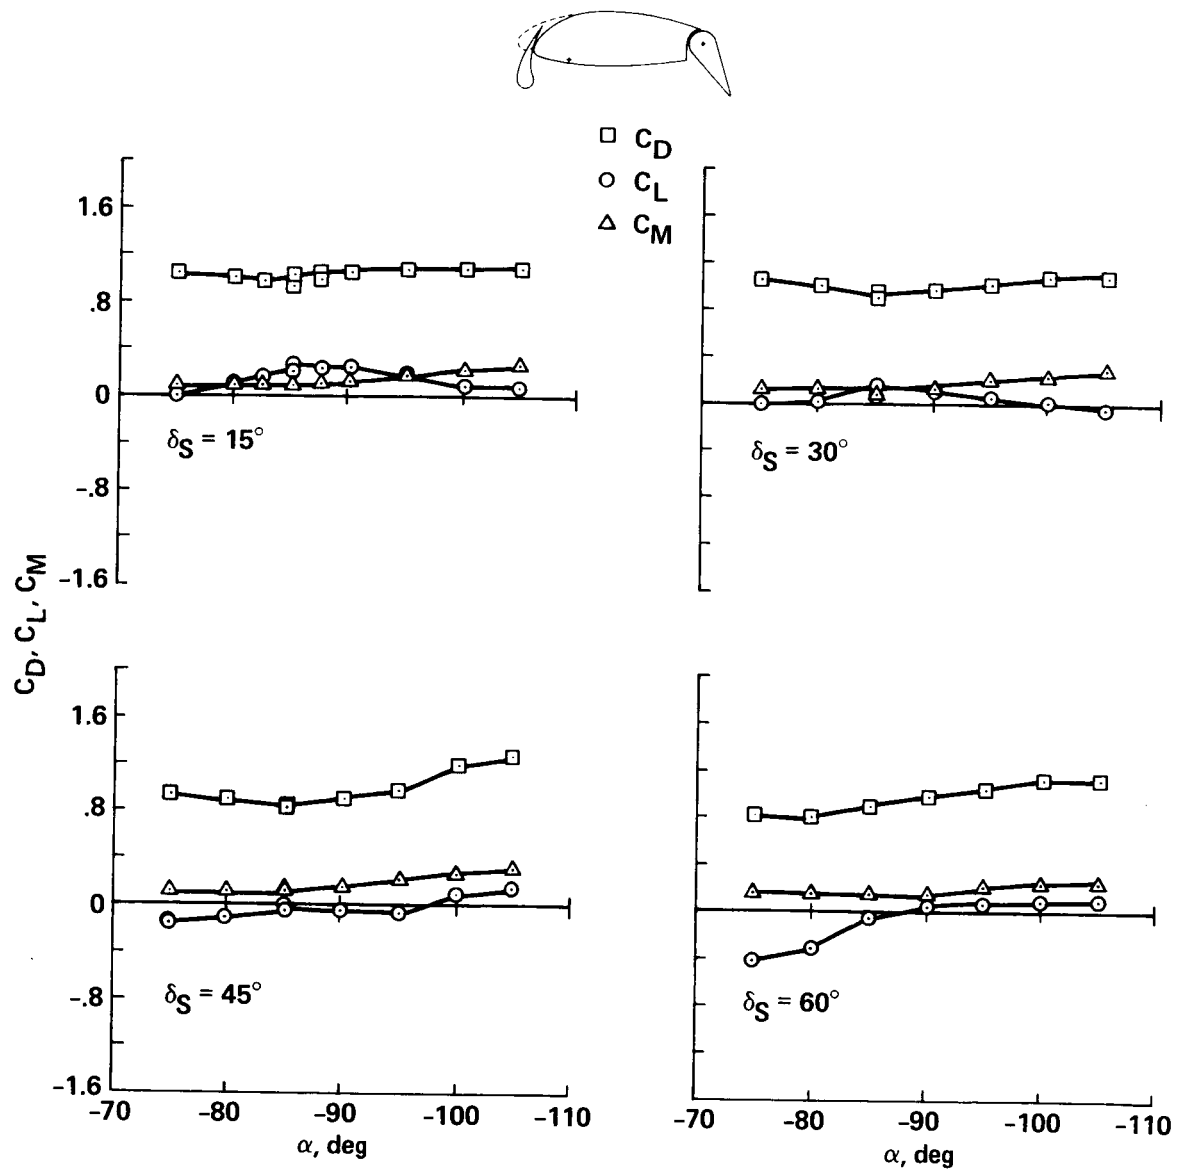 C_D
C_L
C_M
1.6
.8
0
–.8
–1.6
δ_S = 15°
δ_S = 30°
C_D, C_L, C_M
1.6
.8
0
–.8
–1.6
δ_S = 45°
δ_S = 60°
–70 –80 –90 –100 –110
α, deg
–70 –80 –90 –100 –110
α, deg